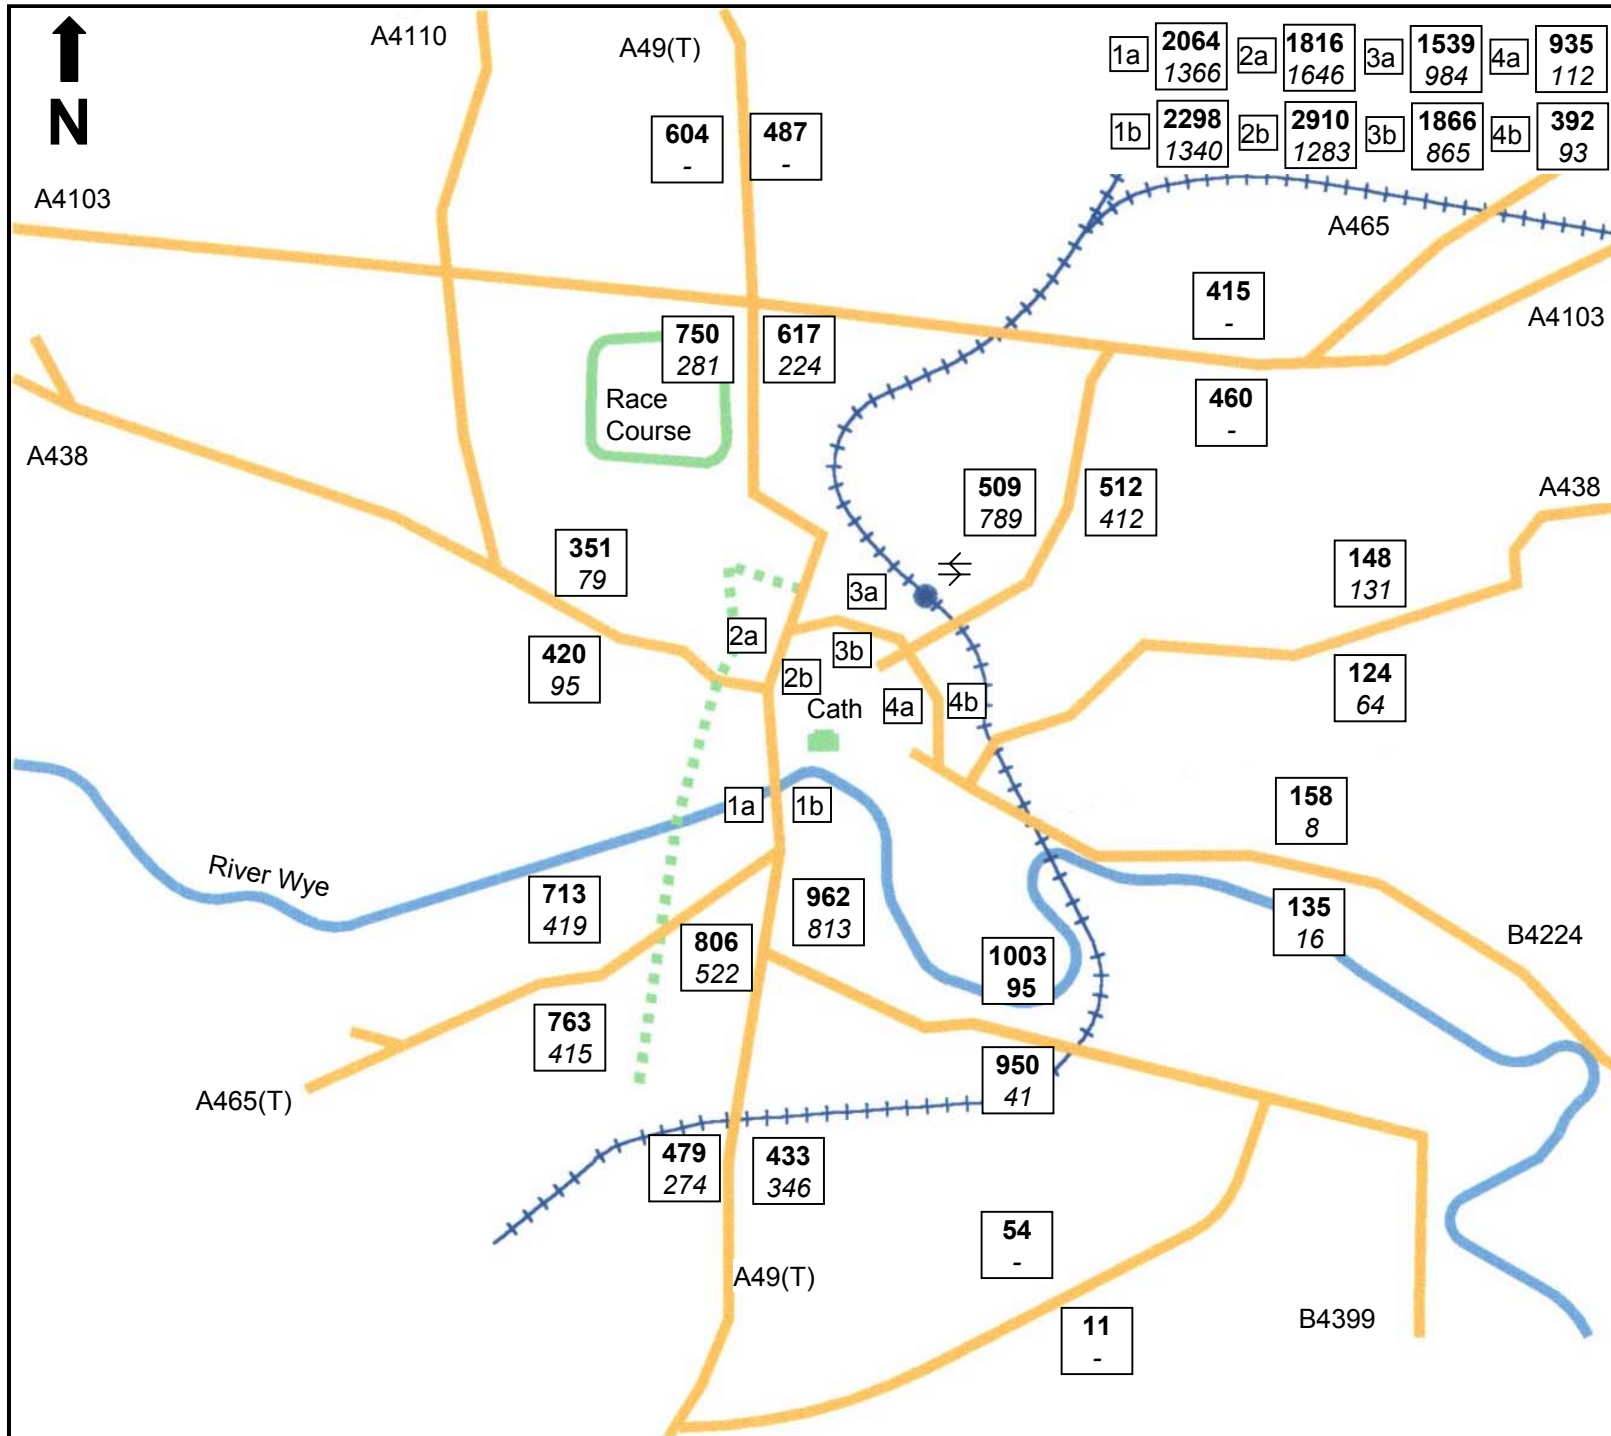 A4110
A49(T)
1a 2064 2a 1816 3a 1539 4a 935
1366 1646 984 112
N
1b 2298 2b 2910 3b 1866 4b 392
1340 1283 865 93
604 487
- -
A4103
A465
415
-
A4103
750 617
281 224
Race
Course
460
-
A438
509 512
789 412
A438
351
79
148
131
3a
2a
3b
420
95
2b
124
64
Cath
4a
4b
1a
1b
158
8
River Wye
713
419
962
813
135
16
806
522
B4224
1003
95
763
415
950
41
A465(T)
479 433
274 346
54
-
A49(T)
11
-
B4399